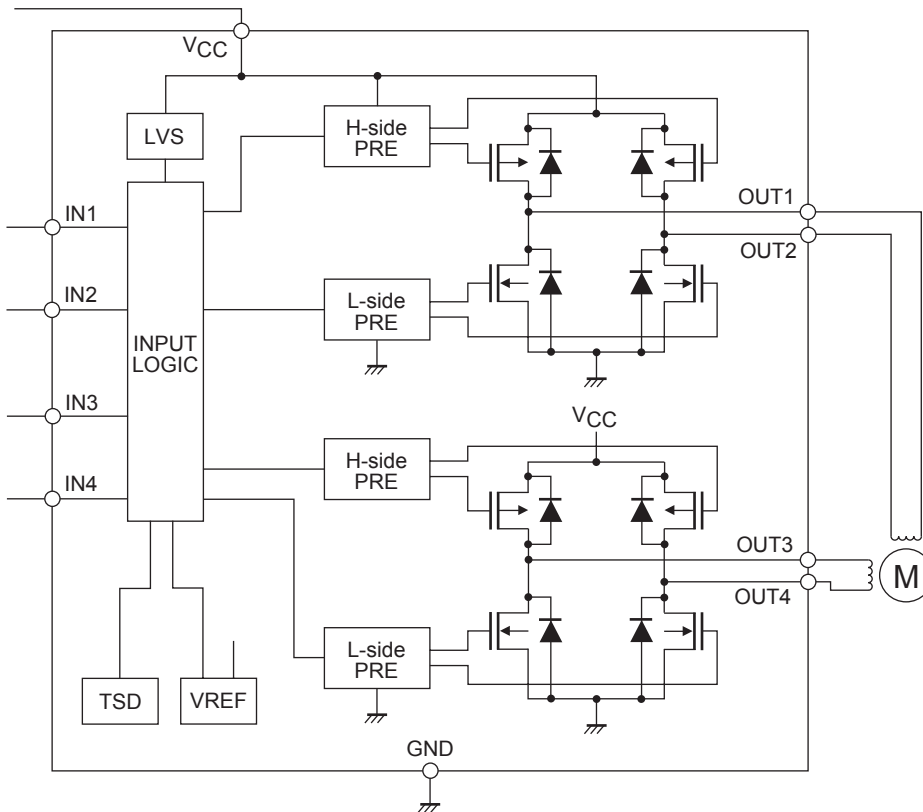 VCC
LVS
H-side
PRE
IN1
OUT1
OUT2
IN2
L-side
PRE
INPUT
LOGIC
IN3
VCC
H-side
PRE
IN4
OUT3
M
OUT4
L-side
PRE
TSD
VREF
GND